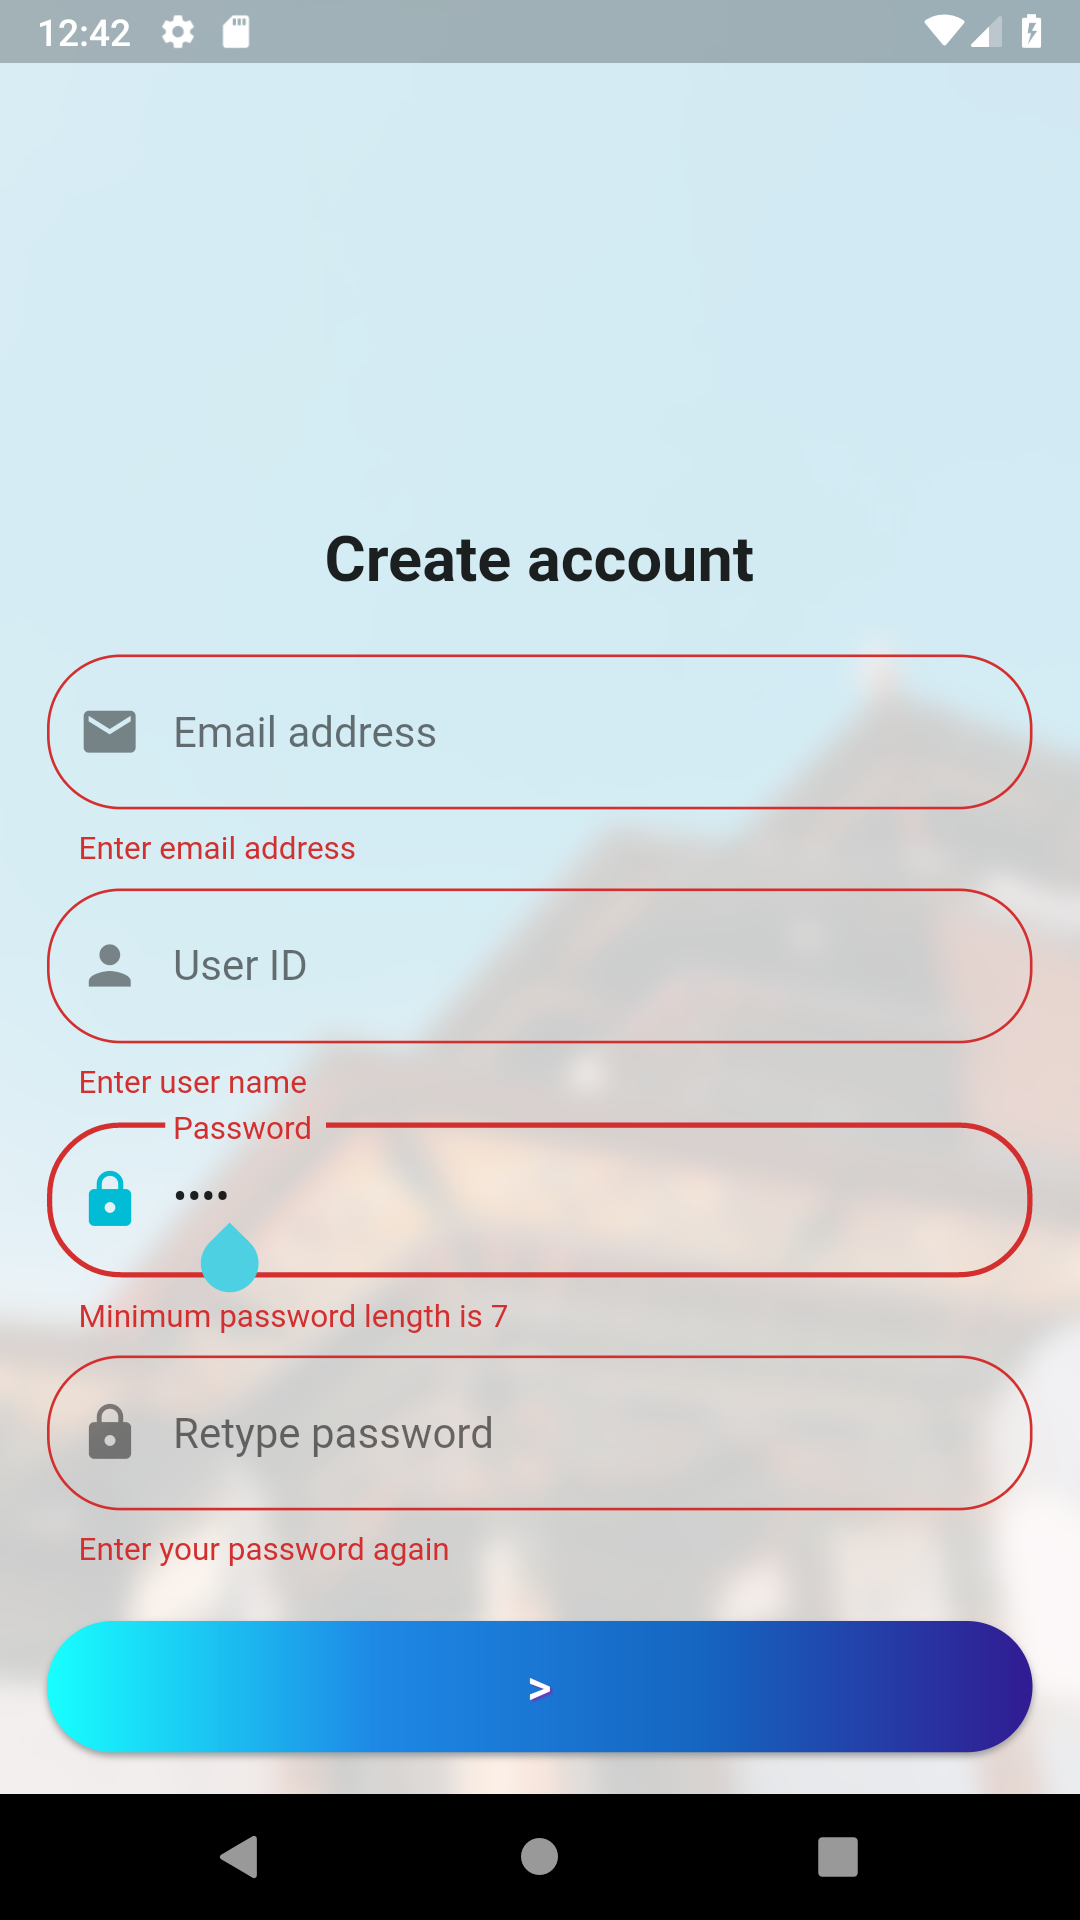 12:42
Create account
Email address
Enter email address
User ID
Enter user name
Password
••••
Minimum password length is 7
Retype password
Enter your password again
>